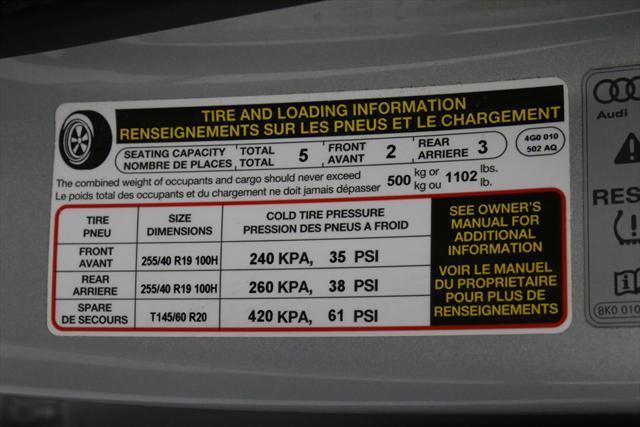 TIRE AND LOADING INFORMATION
RENSEIGNEMENTS SUR LES PNEUS ET LE CHARGEMENT
SEATING CAPACITY TOTAL 5 FRONT 2 REAR 3
NOMBRE DE PLACES TOTAL AVANT ARRIERE
4G0 010
502 AQ
The combined weight of occupants and cargo should never exceed 500 kg or 1102 lbs.
Le poids total des occupants et du chargement ne doit jamais dépasser kg ou lb.
TIRE SIZE COLD TIRE PRESSURE
PNEU DIMENSIONS PRESSION DES PNEUS A FROID
FRONT
AVANT 255/40 R19 100H 240 KPA, 35 PSI
REAR
ARRIERE 255/40 R19 100H 260 KPA, 38 PSI
SPARE
DE SECOURS T145/60 R20 420 KPA, 61 PSI
SEE OWNER'S
MANUAL FOR
ADDITIONAL
INFORMATION
VOIR LE MANUEL
DU PROPRIETAIRE
POUR PLUS DE
RENSEIGNEMENTS
Audi
RES
8K0 010